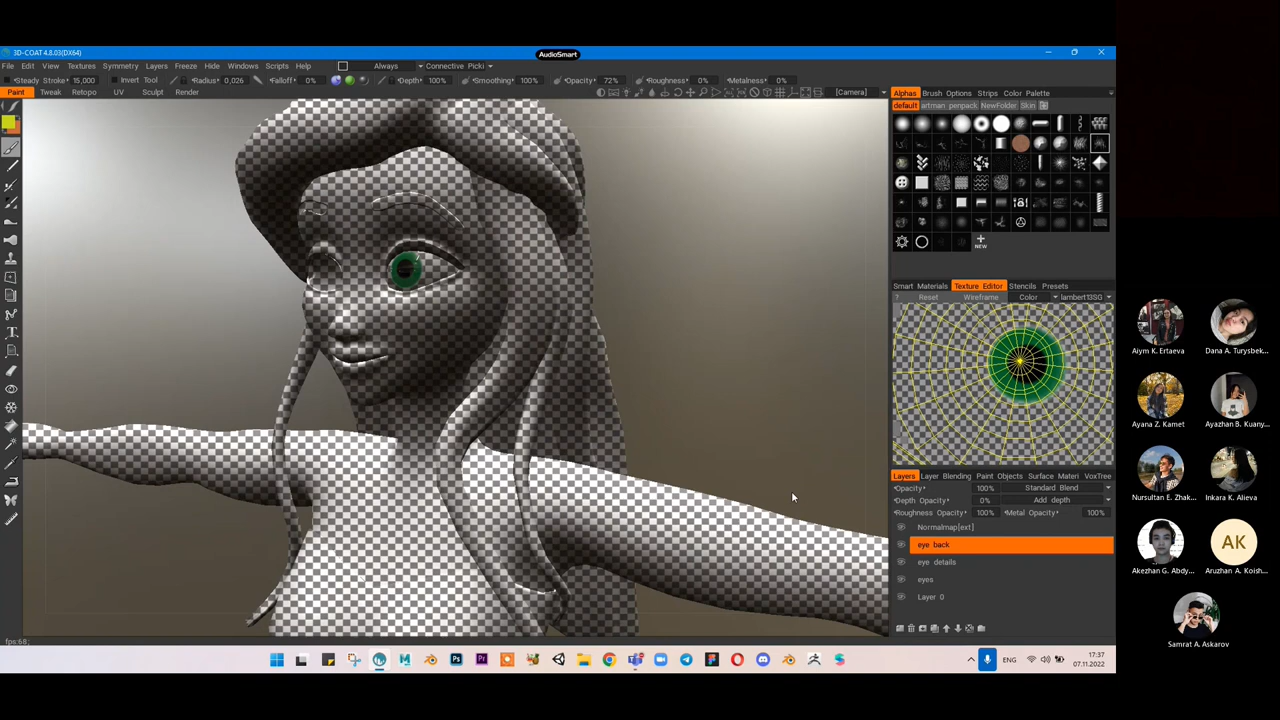 3D-COAT 4.8.03(DX64)
AudioSmart
File Edit View Textures Symmetry Layers Freeze Hide Windows Scripts Help Always Connective Picki
Steady Stroke 15,000 Invert Tool Radius 0,026 Falloff 0% Depth 100% Smoothing 100% Opacity 72% Roughness 0% Metalness 0%
Paint Tweak Retopo UV Sculpt Render [Camera] Alphas Brush Options Strips Color Palette
default artman penpack NewFolder Skin
NEW
Smart Materials Texture Editor Stencils Presets
? Reset Wireframe Color lambert13SG
Layers Layer Blending Paint Objects Surface Materi VoxTree
Opacity 100% Standard Blend
Depth Opacity 0% Add depth
Roughness Opacity 100% Metal Opacity 100%
Normalmap[ext]
eye back
eye details
eyes
Layer 0
fps:68;
ENG
17:37
07.11.2022
Aiym K. Ertaeva
Dana A. Turysbek...
Ayana Z. Kamet
Ayazhan B. Kuany...
Nursultan E. Zhak...
Inkara K. Alieva
AK
Akezhan G. Abdy...
Aruzhan A. Koish...
Samrat A. Askarov